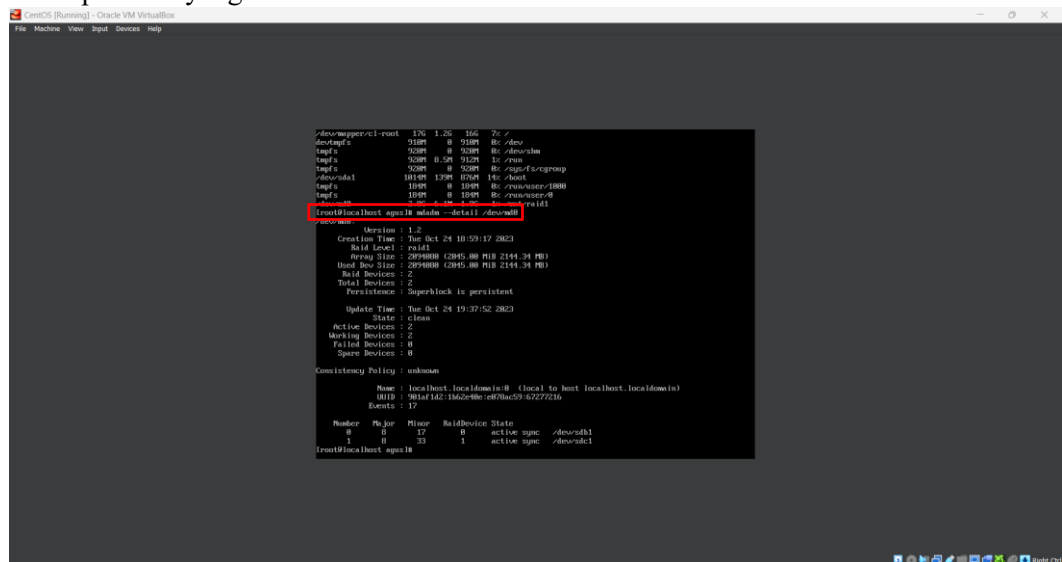 CentOS [Running] - Oracle VM VirtualBox
File Machine View Input Devices Help
/dev/mapper/cl-root 17G 1.2G 16G 7% /
devtmpfs 910M 0 910M 0% /dev
tmpfs 920M 0 920M 0% /dev/shm
tmpfs 920M 8.5M 912M 1% /run
tmpfs 920M 0 920M 0% /sys/fs/cgroup
/dev/sda1 1014M 139M 876M 14% /boot
tmpfs 184M 0 184M 0% /run/user/1000
tmpfs 184M 0 184M 0% /run/user/0
[root@localhost agus]# mdadm --detail /dev/md0
/dev/md0:
Version : 1.2
Creation Time : Tue Oct 24 18:59:17 2023
Raid Level : raid1
Array Size : 2094080 (2045.00 MiB 2144.34 MB)
Used Dev Size : 2094080 (2045.00 MiB 2144.34 MB)
Raid Devices : 2
Total Devices : 2
Persistence : Superblock is persistent
Update Time : Tue Oct 24 19:37:52 2023
State : clean
Active Devices : 2
Working Devices : 2
Failed Devices : 0
Spare Devices : 0
Consistency Policy : unknown
Name : localhost.localdomain:0 (local to host localhost.localdomain)
UUID :
Events : 17
Number Major Minor RaidDevice State
0 8 17 0 active sync /dev/sdb1
1 8 33 1 active sync /dev/sdc1
[root@localhost agus]#
Right Ctrl